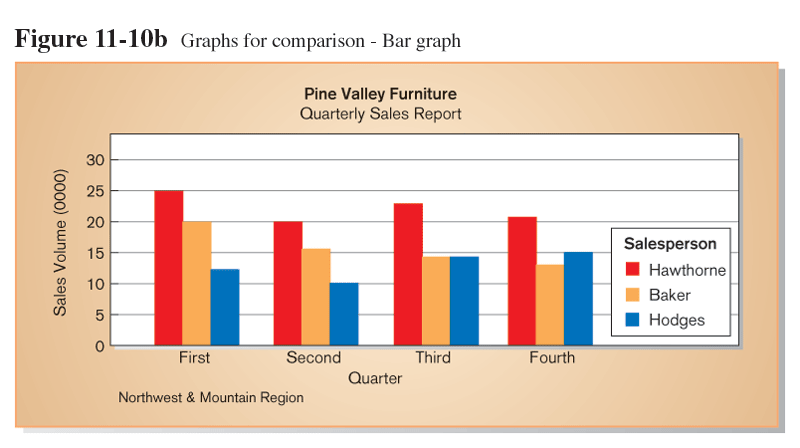 Figure 11-10b Graphs for comparison - Bar graph
Pine Valley Furniture
Quarterly Sales Report
Sales Volume (0000)
30
25
20
15
10
5
0
Salesperson
Hawthorne
Baker
Hodges
First Second Third Fourth
Quarter
Northwest & Mountain Region